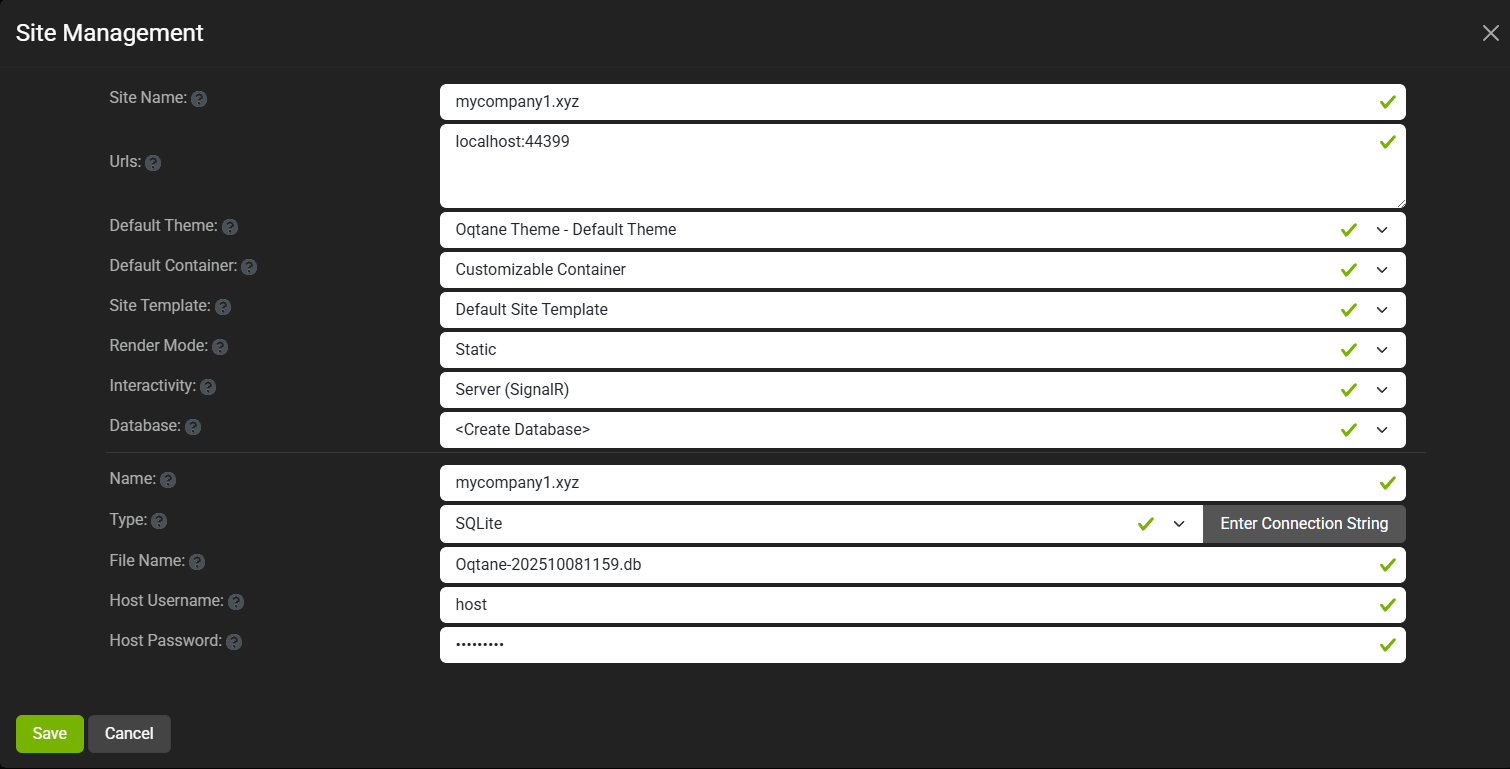 Site Management
Site Name:
mycompany1.xyz
Urls:
localhost:44399
Default Theme:
Oqtane Theme - Default Theme
Default Container:
Customizable Container
Site Template:
Default Site Template
Render Mode:
Static
Interactivity:
Server (SignalR)
Database:
<Create Database>
Name:
mycompany1.xyz
Type:
SQLite
Enter Connection String
File Name:
Oqtane-202510081159.db
Host Username:
host
Host Password:
•••••••••
Save
Cancel